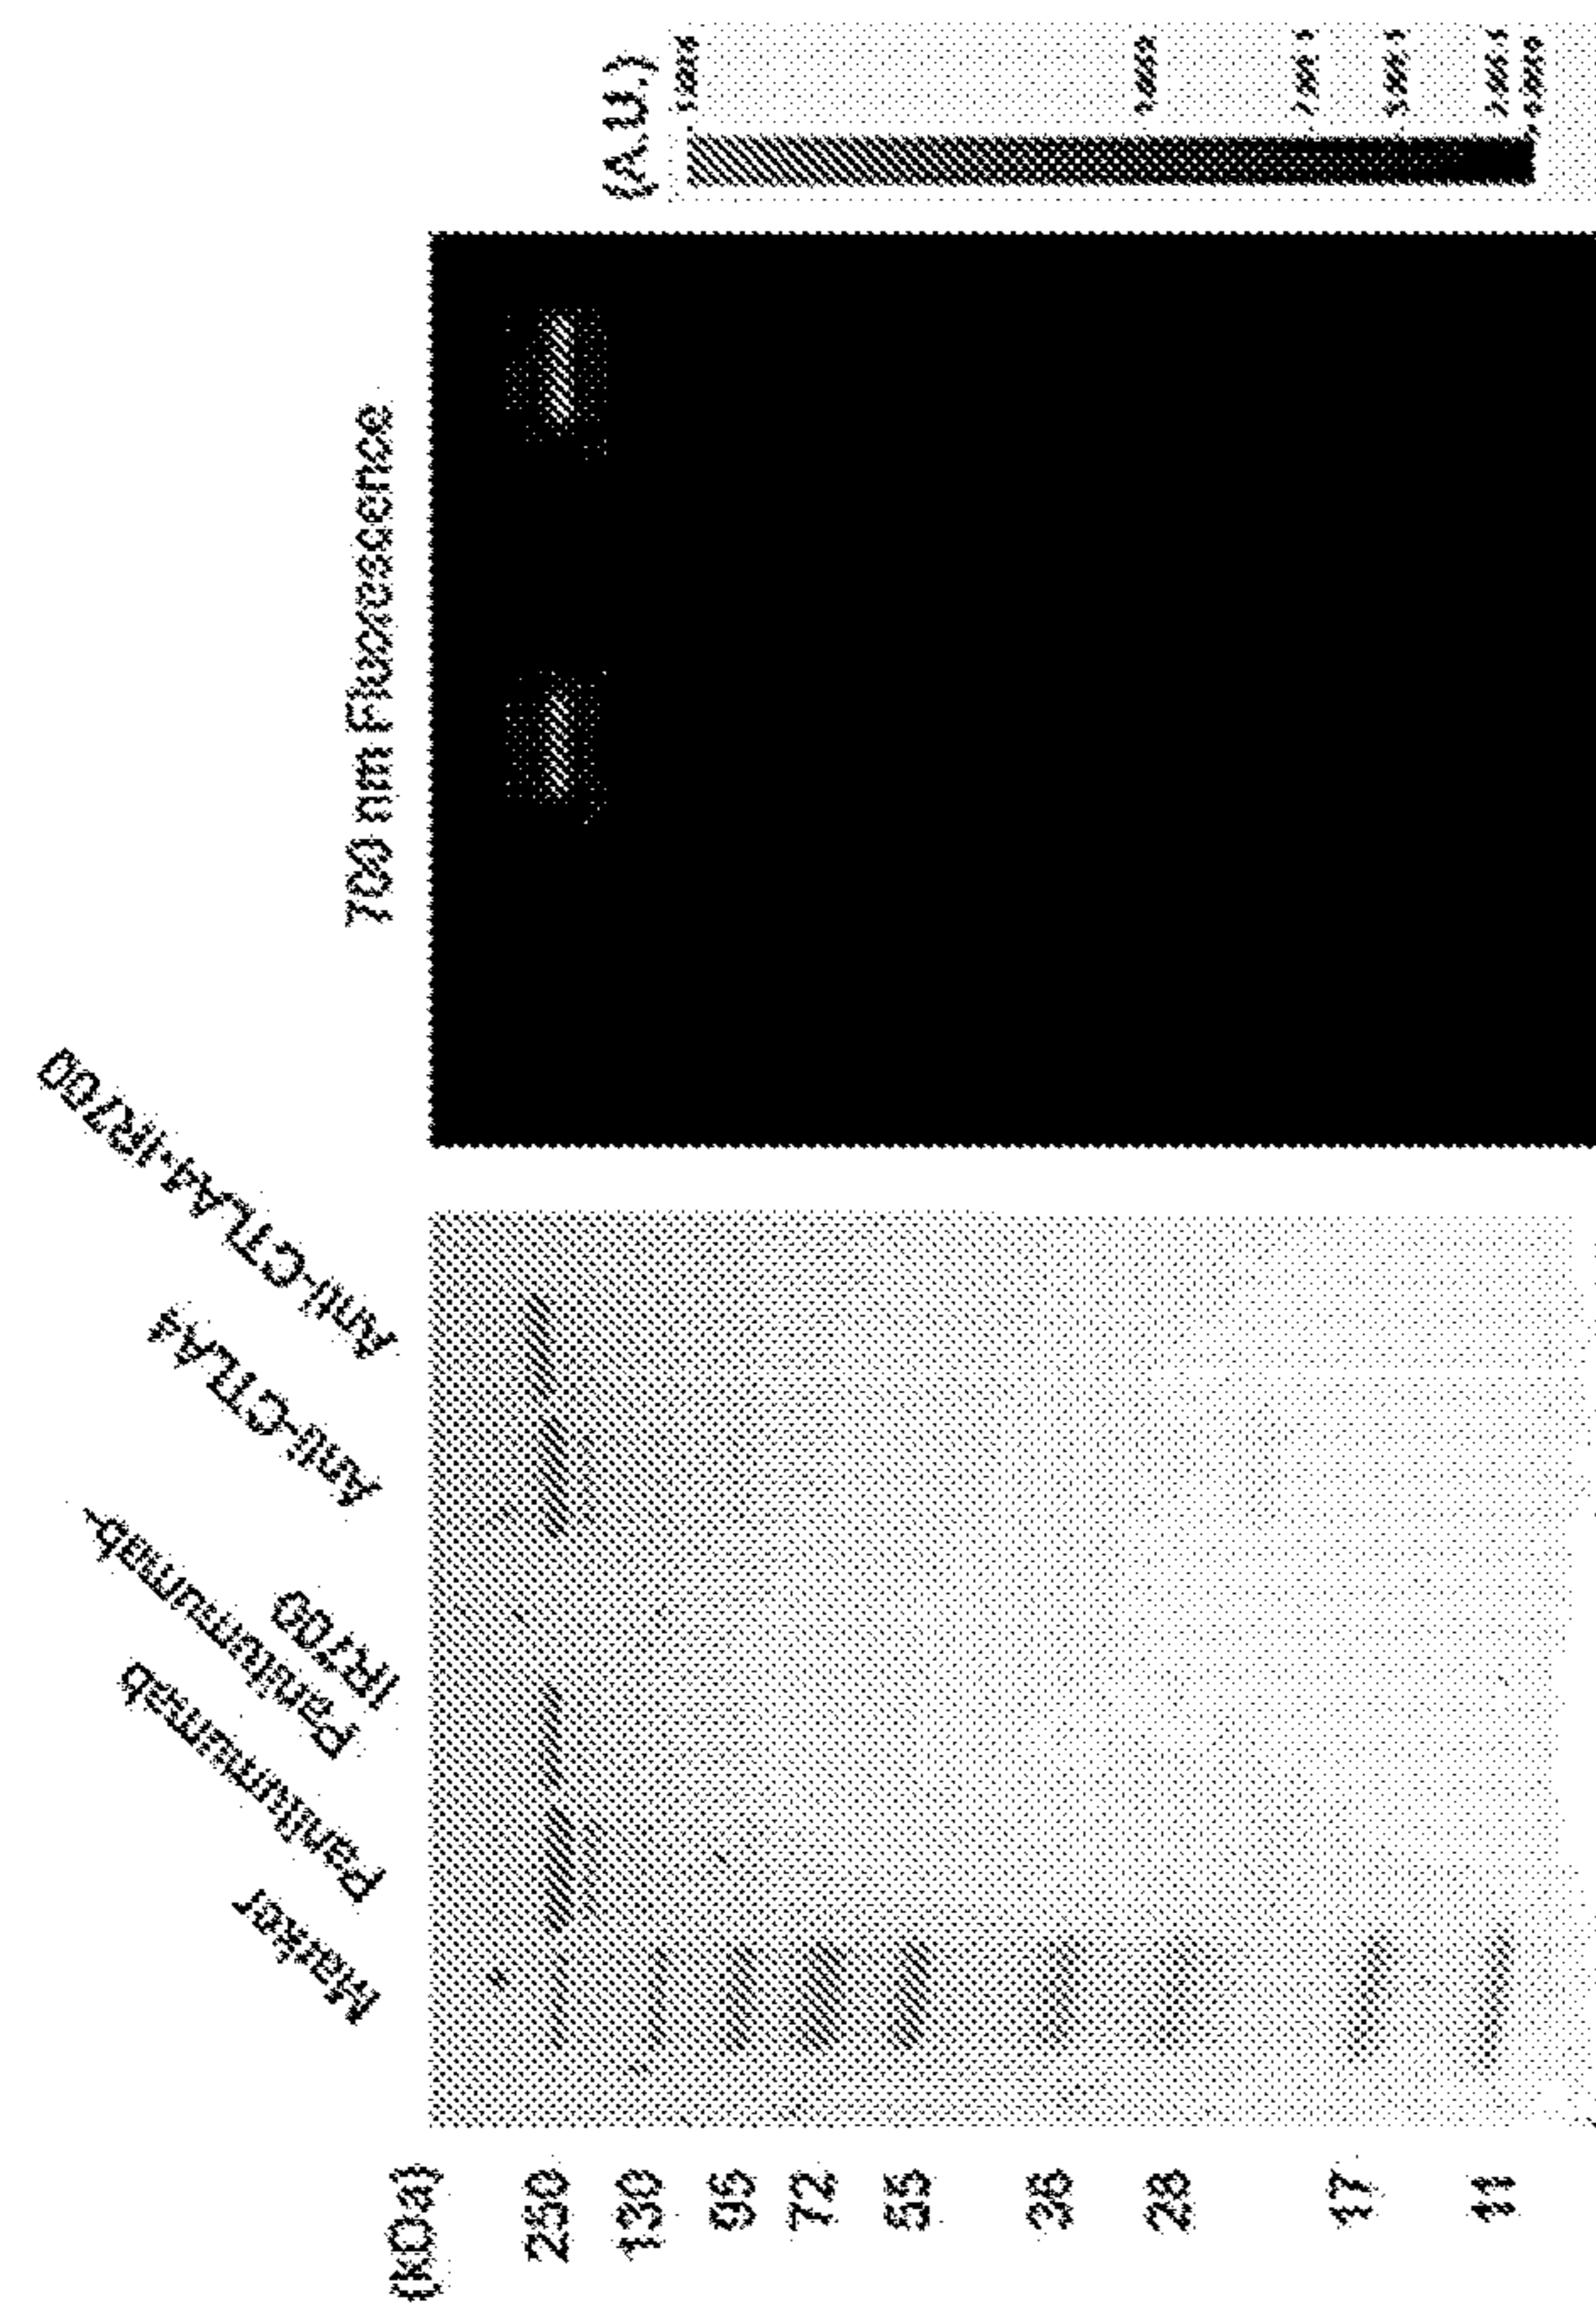 (kDa)
250
130
95
72
55
36
28
17
11
Marker
Panitumumab
Panitumumab-
IR700
Anti-CTLA4
Anti-CTLA4-IR700
700 nm Fluorescence
(A.U.)